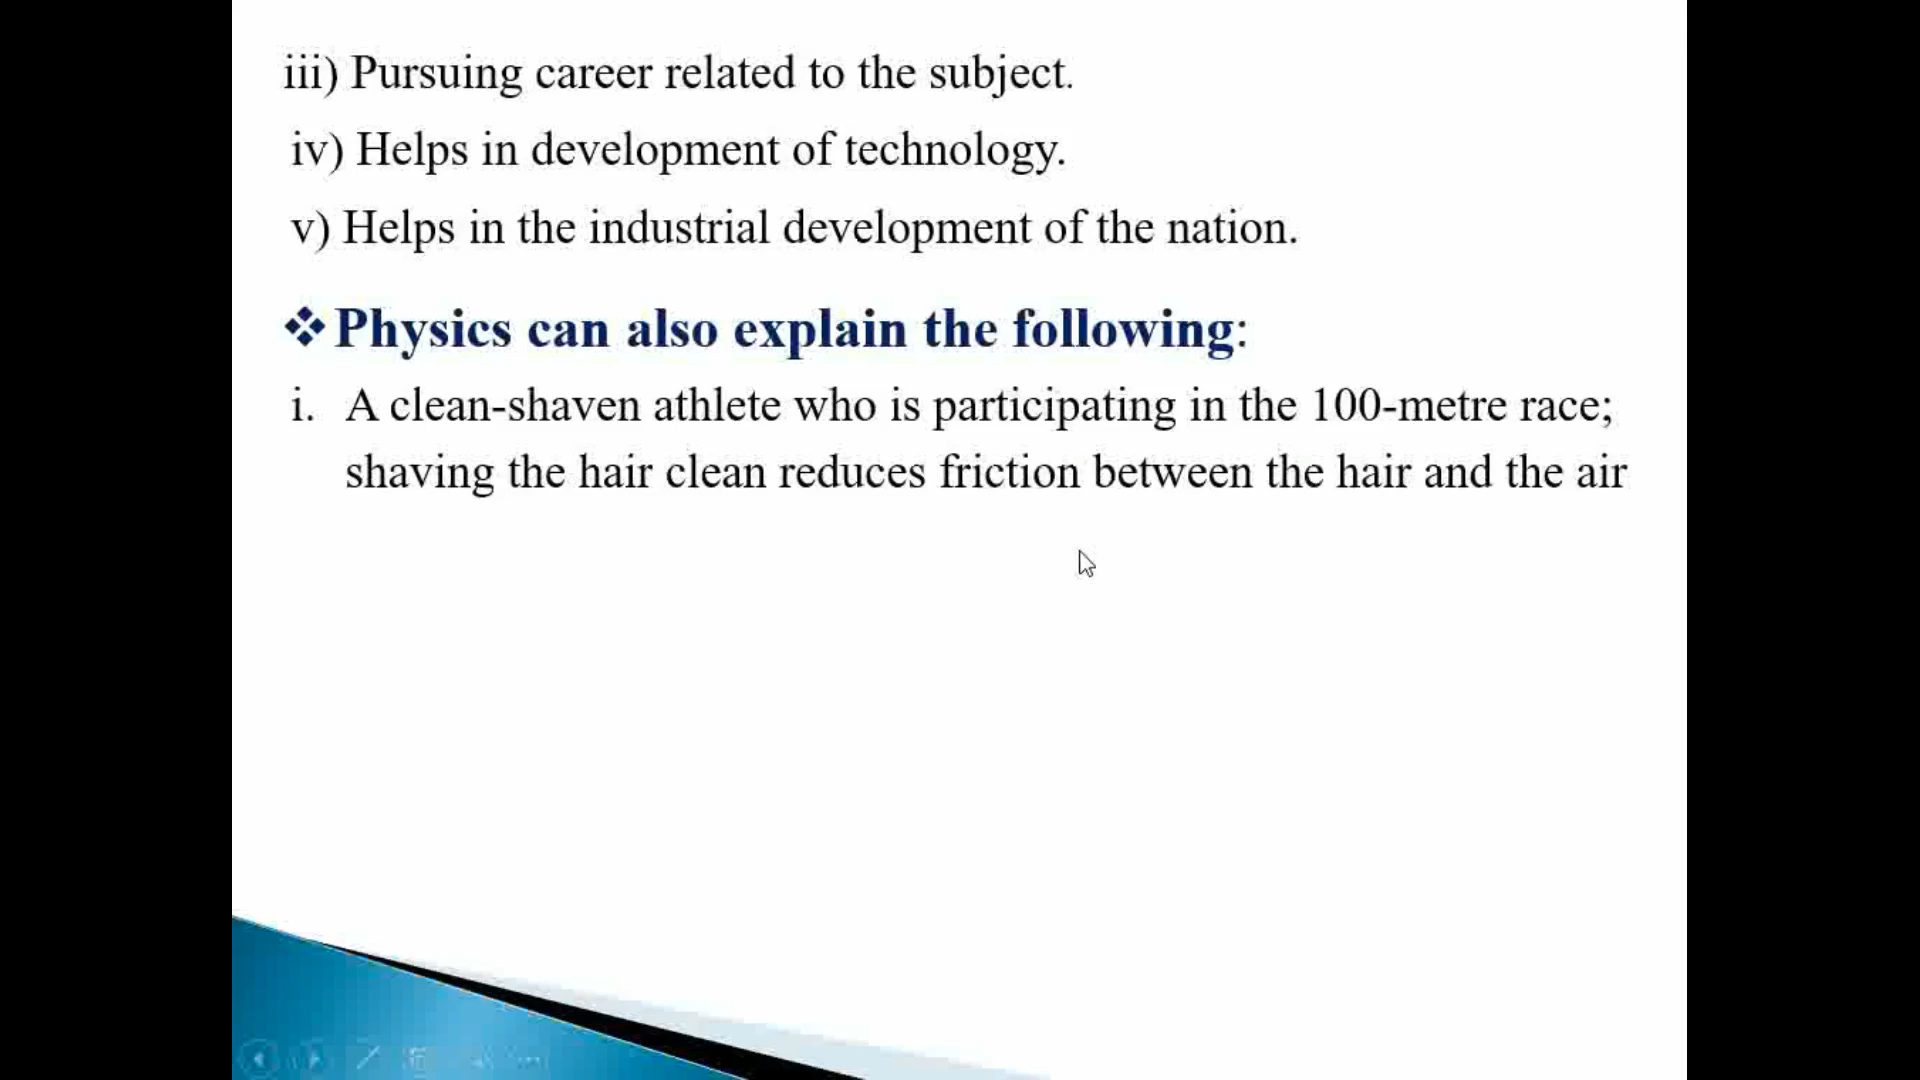 iii) Pursuing career related to the subject.
iv) Helps in development of technology.
v) Helps in the industrial development of the nation.
❖Physics can also explain the following:
i. A clean-shaven athlete who is participating in the 100-metre race;
shaving the hair clean reduces friction between the hair and the air